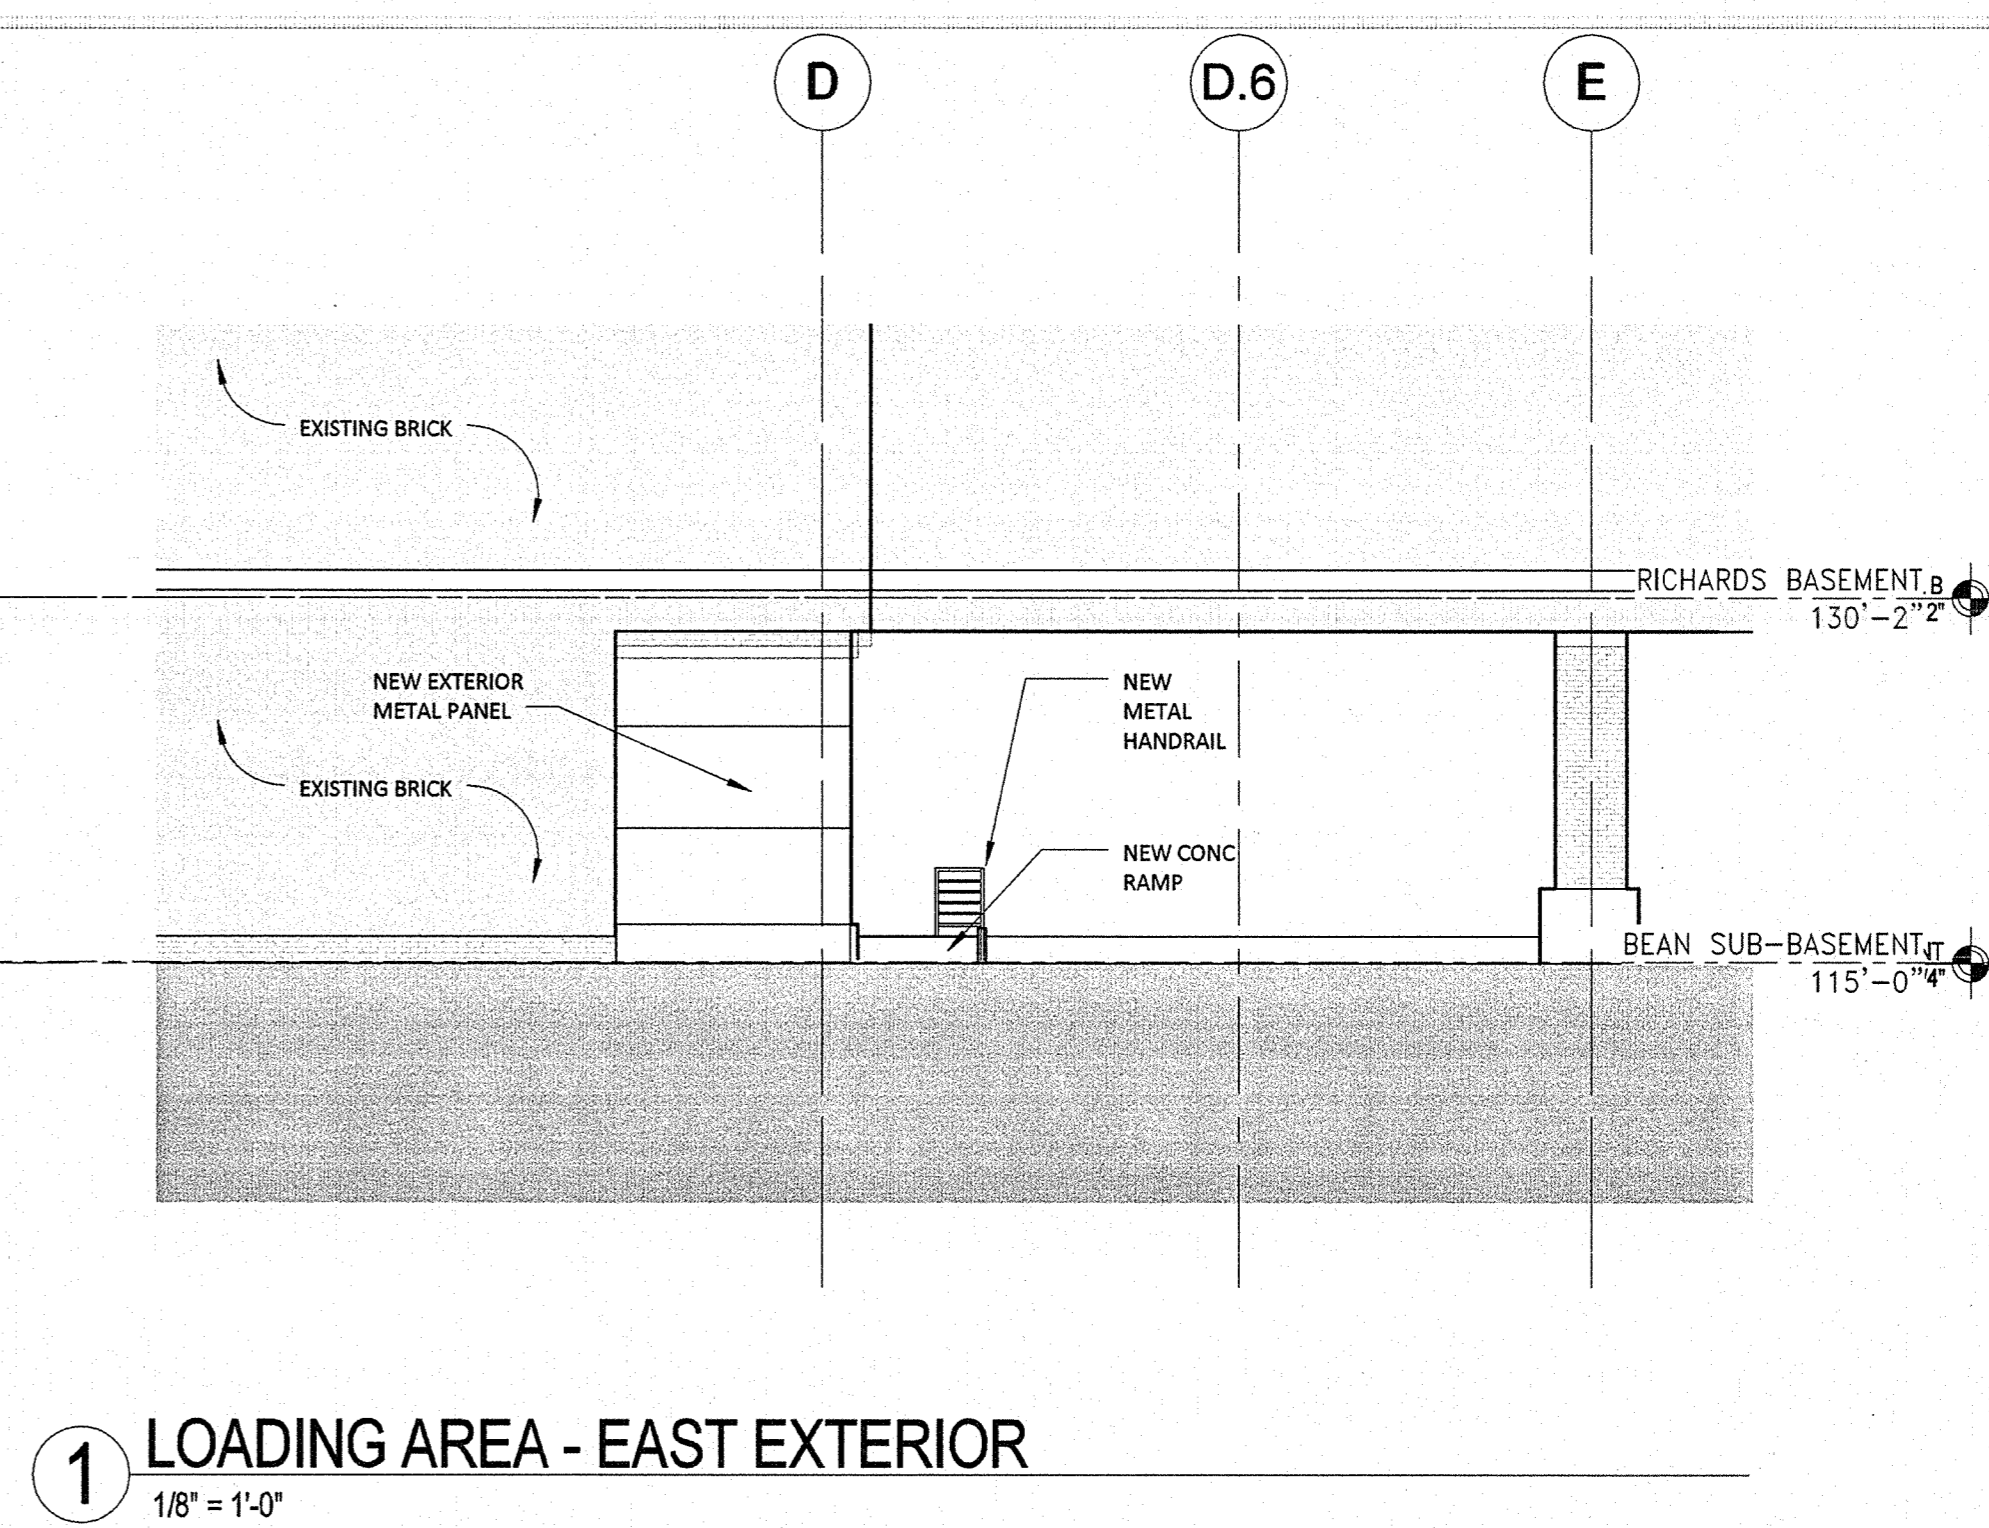 D
D.6
E
EXISTING BRICK
RICHARDS BASEMENT
130'-2"
NEW EXTERIOR
METAL PANEL
NEW
METAL
HANDRAIL
EXISTING BRICK
NEW CONC
RAMP
BEAN SUB-BASEMENT
115'-0"
1
LOADING AREA - EAST EXTERIOR
1/8" = 1'-0"